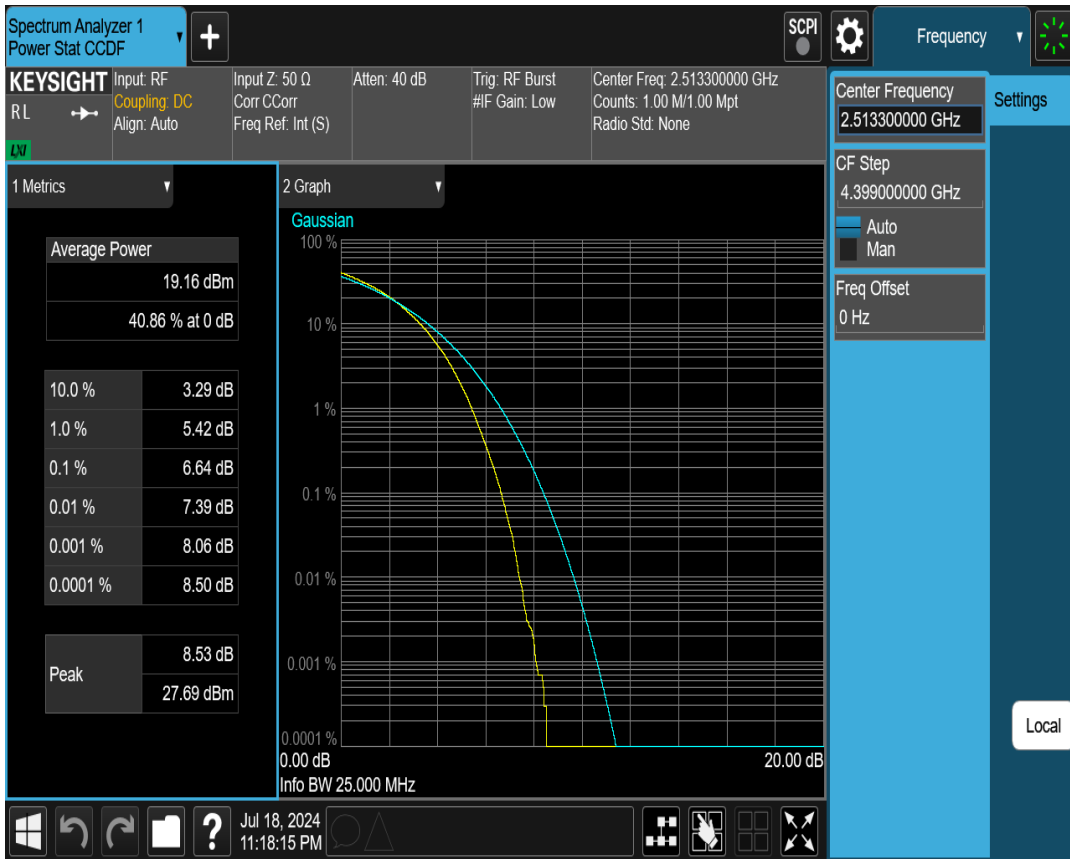 Spectrum Analyzer 1
Power Stat CCDF
+
SCPI
Frequency
KEYSIGHT
RL
LXI
Input: RF
Coupling: DC
Align: Auto
Input Z: 50 Ω
Corr CCorr
Freq Ref: Int (S)
Atten: 40 dB
Trig: RF Burst
#IF Gain: Low
Center Freq: 2.513300000 GHz
Counts: 1.00 M/1.00 Mpt
Radio Std: None
Center Frequency
2.513300000 GHz
Settings
CF Step
4.399000000 GHz
Auto
Man
Freq Offset
0 Hz
1 Metrics
Average Power
19.16 dBm
40.86 % at 0 dB
10.0 % 3.29 dB
1.0 % 5.42 dB
0.1 % 6.64 dB
0.01 % 7.39 dB
0.001 % 8.06 dB
0.0001 % 8.50 dB
Peak
8.53 dB
27.69 dBm
2 Graph
Gaussian
100 %
10 %
1 %
0.1 %
0.01 %
0.001 %
0.0001 %
0.00 dB 20.00 dB
Info BW 25.000 MHz
Local
?
Jul 18, 2024
11:18:15 PM